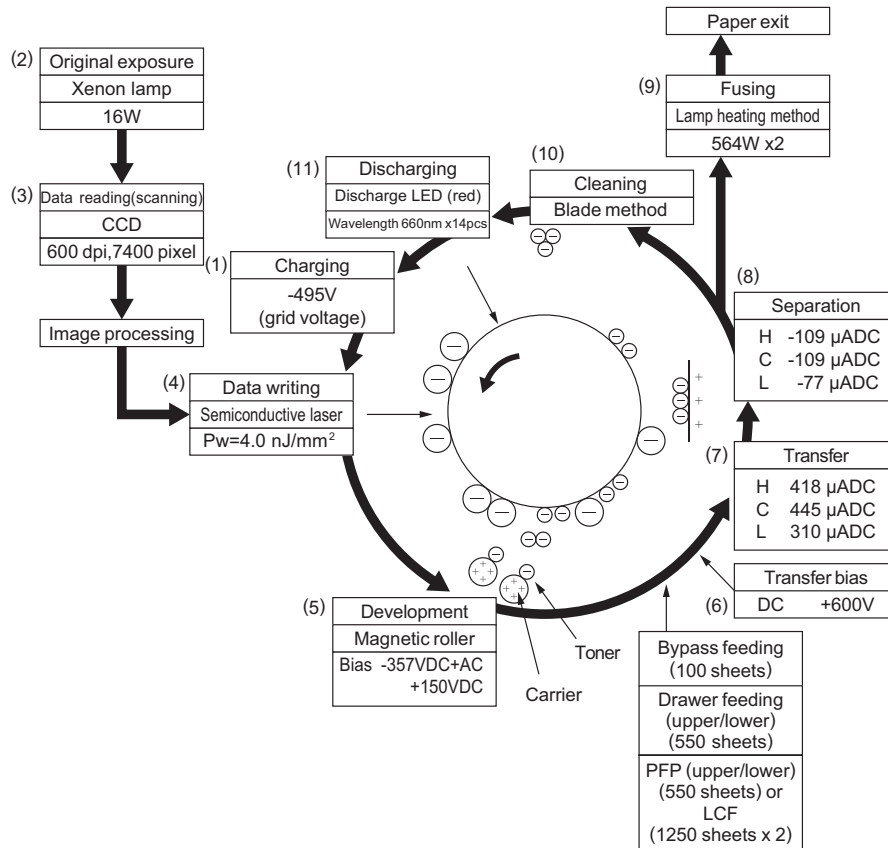 Paper exit
(2)
Original exposure
Xenon lamp
16W
(9)
Fusing
Lamp heating method
564W x2
(3)
Data reading(scanning)
CCD
600 dpi,7400 pixel
(11)
Discharging
Discharge LED (red)
Wavelength 660nm x14pcs
(10)
Cleaning
Blade method
(1)
Charging
-495V
(grid voltage)
Image processing
(8)
Separation
H -109 µADC
C -109 µADC
L -77 µADC
(4)
Data writing
Semiconductive laser
Pw=4.0 nJ/mm²
(7)
Transfer
H 418 µADC
C 445 µADC
L 310 µADC
(6)
Transfer bias
DC +600V
(5)
Development
Magnetic roller
Bias -357VDC+AC
+150VDC
Toner
Carrier
Bypass feeding
(100 sheets)
Drawer feeding
(upper/lower)
(550 sheets)
PFP (upper/lower)
(550 sheets) or
LCF
(1250 sheets x 2)